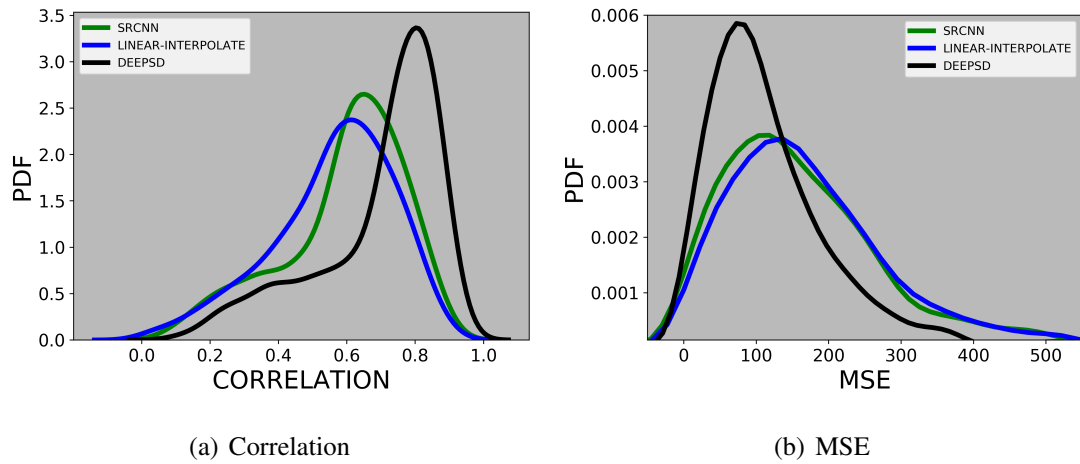 3.5
3.0
2.5
2.0
1.5
1.0
0.5
0.0
PDF
SRCNN
LINEAR-INTERPOLATE
DEEPSD
0.0 0.2 0.4 0.6 0.8 1.0
CORRELATION
(a) Correlation
0.006
0.005
0.004
0.003
0.002
0.001
PDF
SRCNN
LINEAR-INTERPOLATE
DEEPSD
0 100 200 300 400 500
MSE
(b) MSE